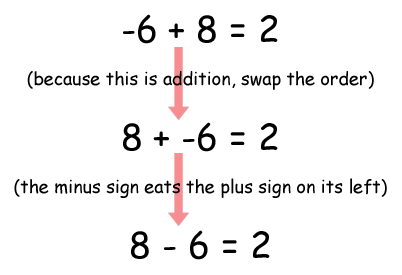 -6 + 8 = 2
(because this is addition, swap the order)
8 + -6 = 2
(the minus sign eats the plus sign on its left)
8 - 6 = 2